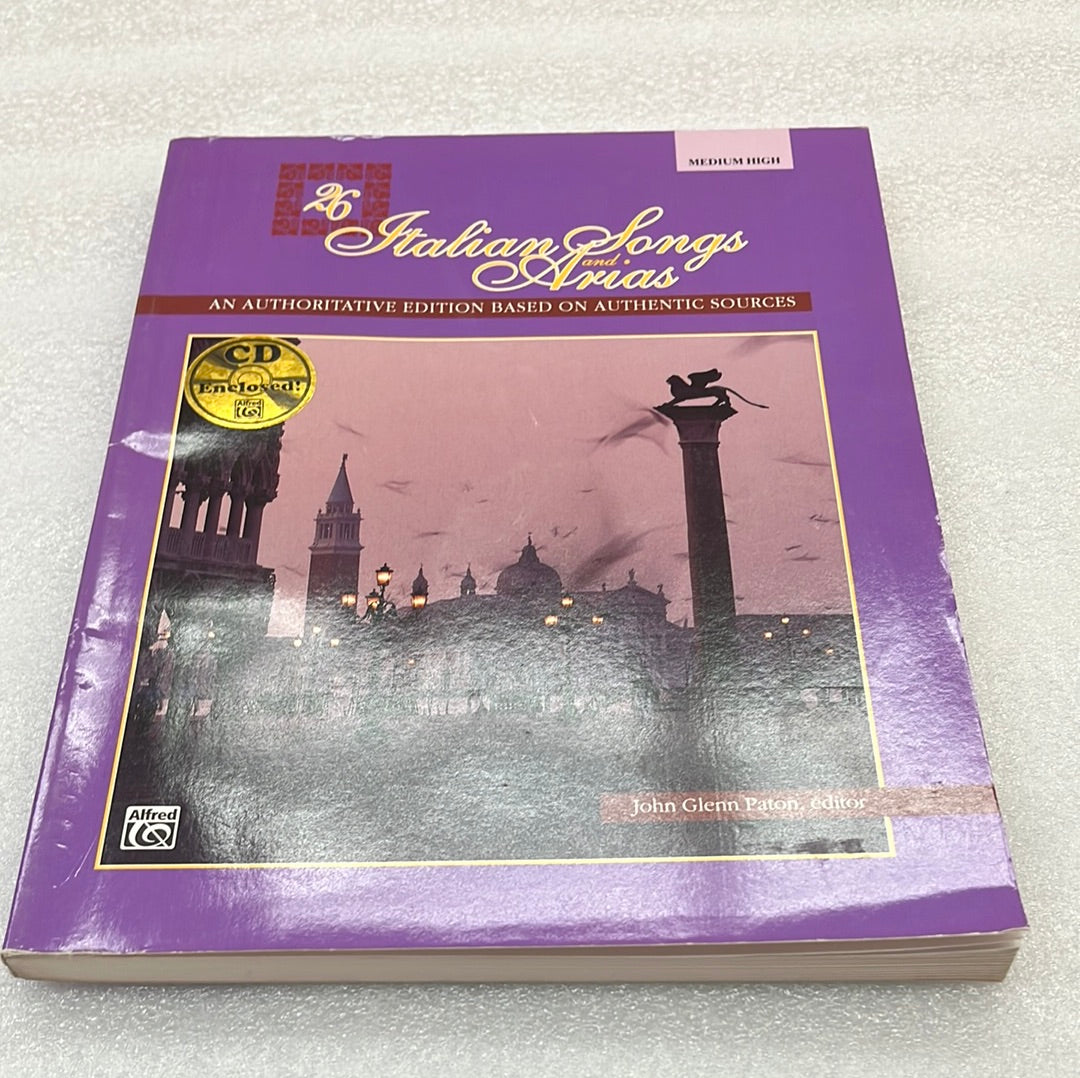 MEDIUM HIGH
26
Italian Songs
and
Arias
AN AUTHORITATIVE EDITION BASED ON AUTHENTIC SOURCES
CD
Enclosed!
Alfred
John Glenn Paton, editor
Alfred